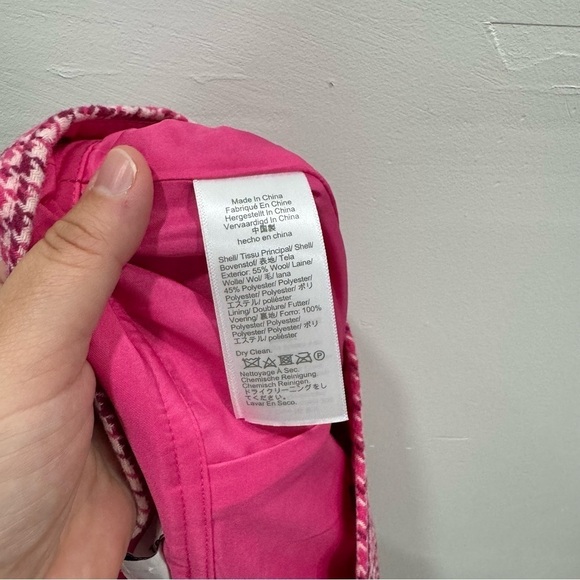 Made In China
Fabriqué En Chine
Hergestellt In China
Vervaardigd In China
中国製
hecho en china
Shell/ Tissu Principal/ Shell/
Bovenstof/ 表地/ Tela
Exterior: 55% Wool/ Laine/
Wolle/ Wol/ 毛/ lana
45% Polyester/ Polyester/
Polyester/ Polyester/ ポリ
エステル/ poliéster
Lining/ Doublure/ Futter/
Voering/ 裏地/ Forro: 100%
Polyester/ Polyester/
Polyester/ Polyester/ ポリ
エステル/ poliéster
Dry Clean.
P
Nettoyage À Sec.
Chemische Reinigung.
Chemisch Reinigen.
ドライクリーニングをし
てください。
Lavar En Seco.